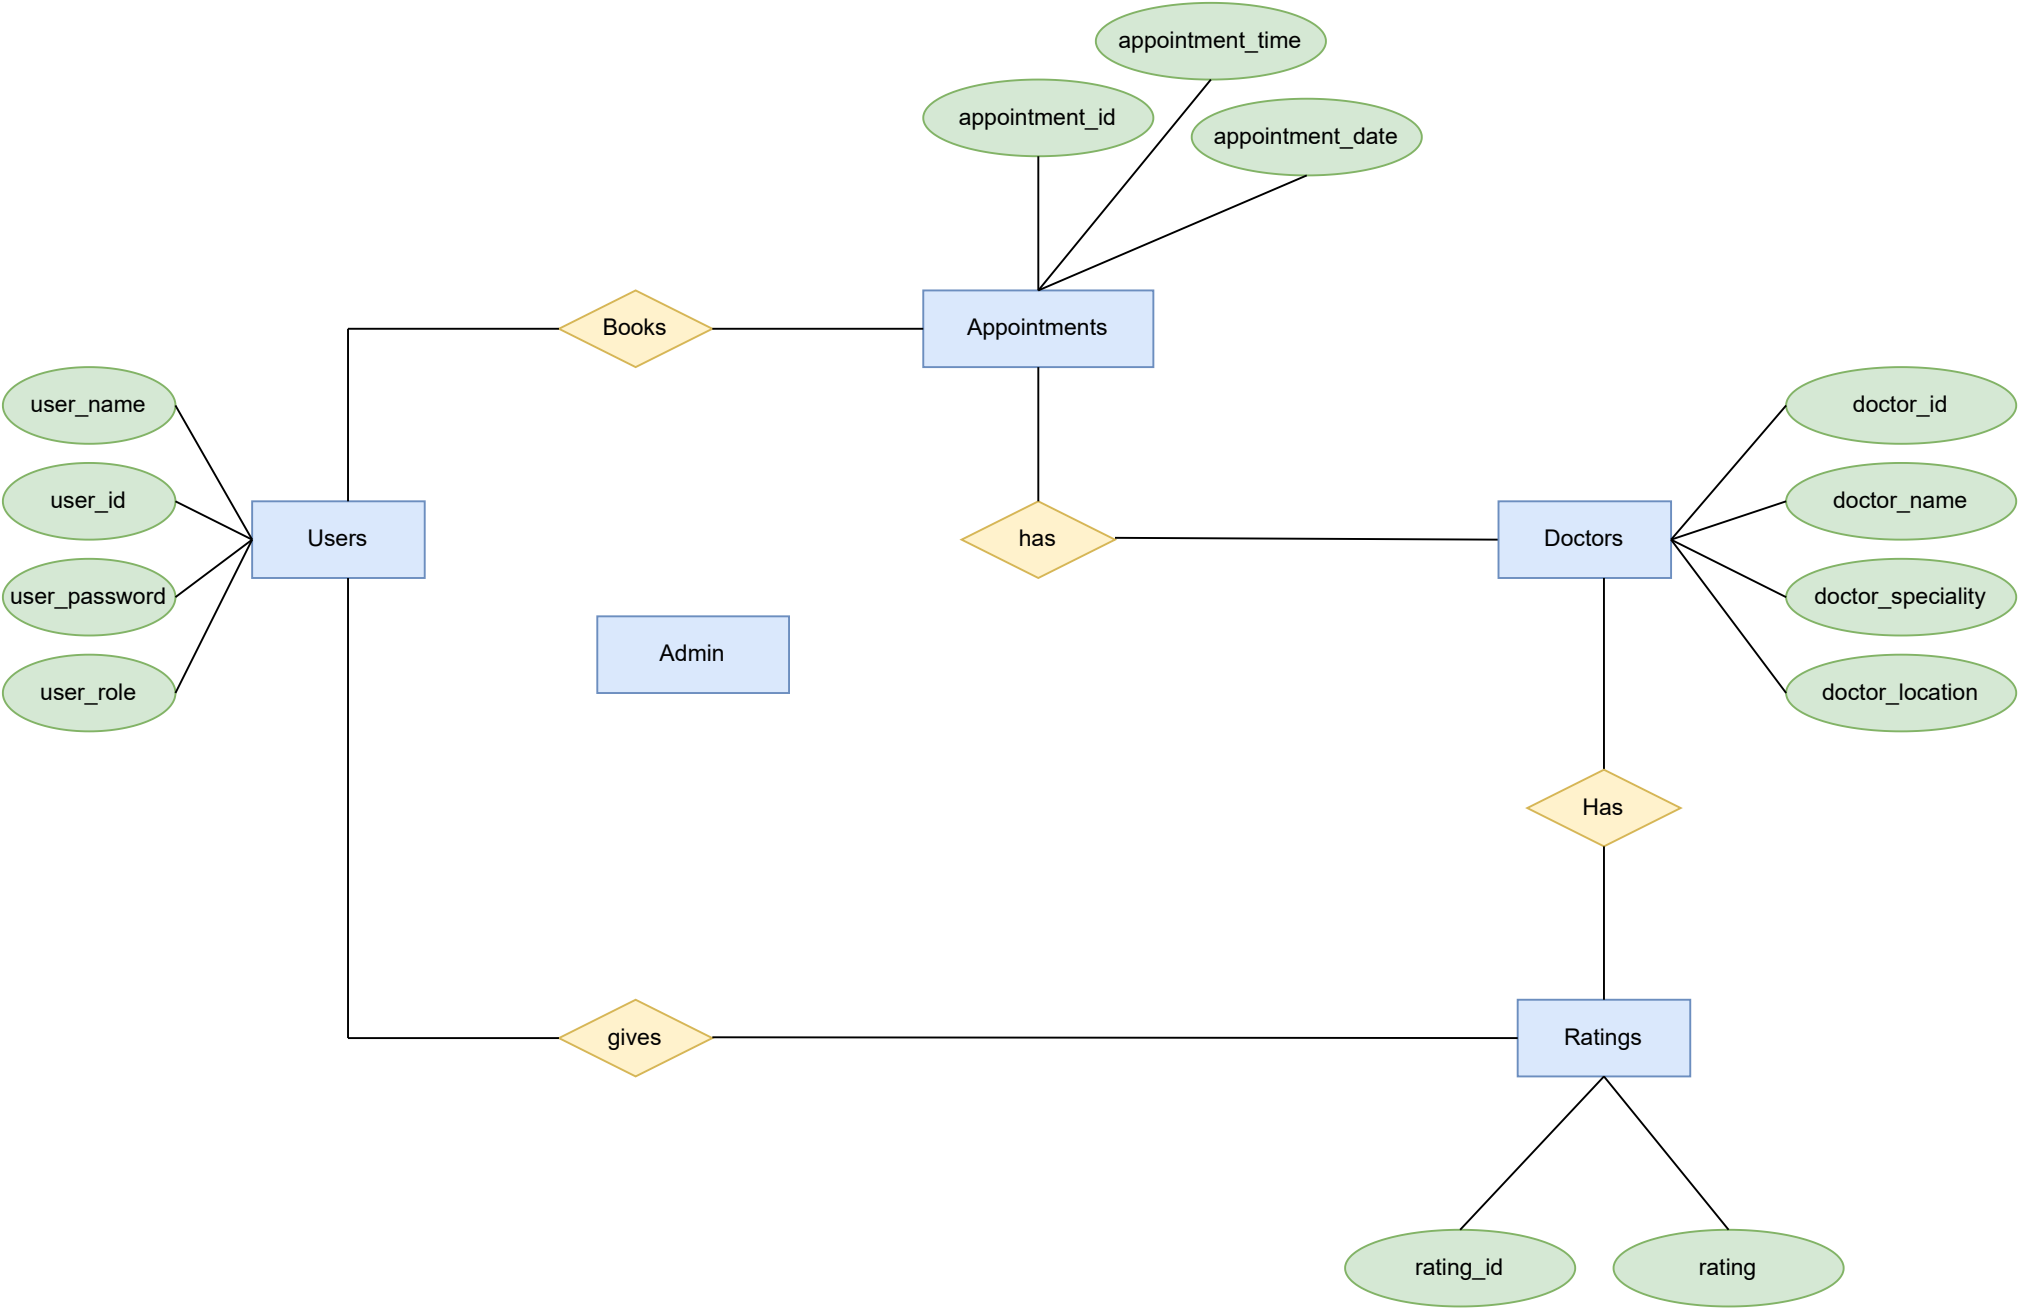 appointment_time
appointment_id
appointment_date
Books
Appointments
user_name
doctor_id
user_id
doctor_name
Users
has
Doctors
user_password
doctor_speciality
Admin
user_role
doctor_location
Has
gives
Ratings
rating_id
rating